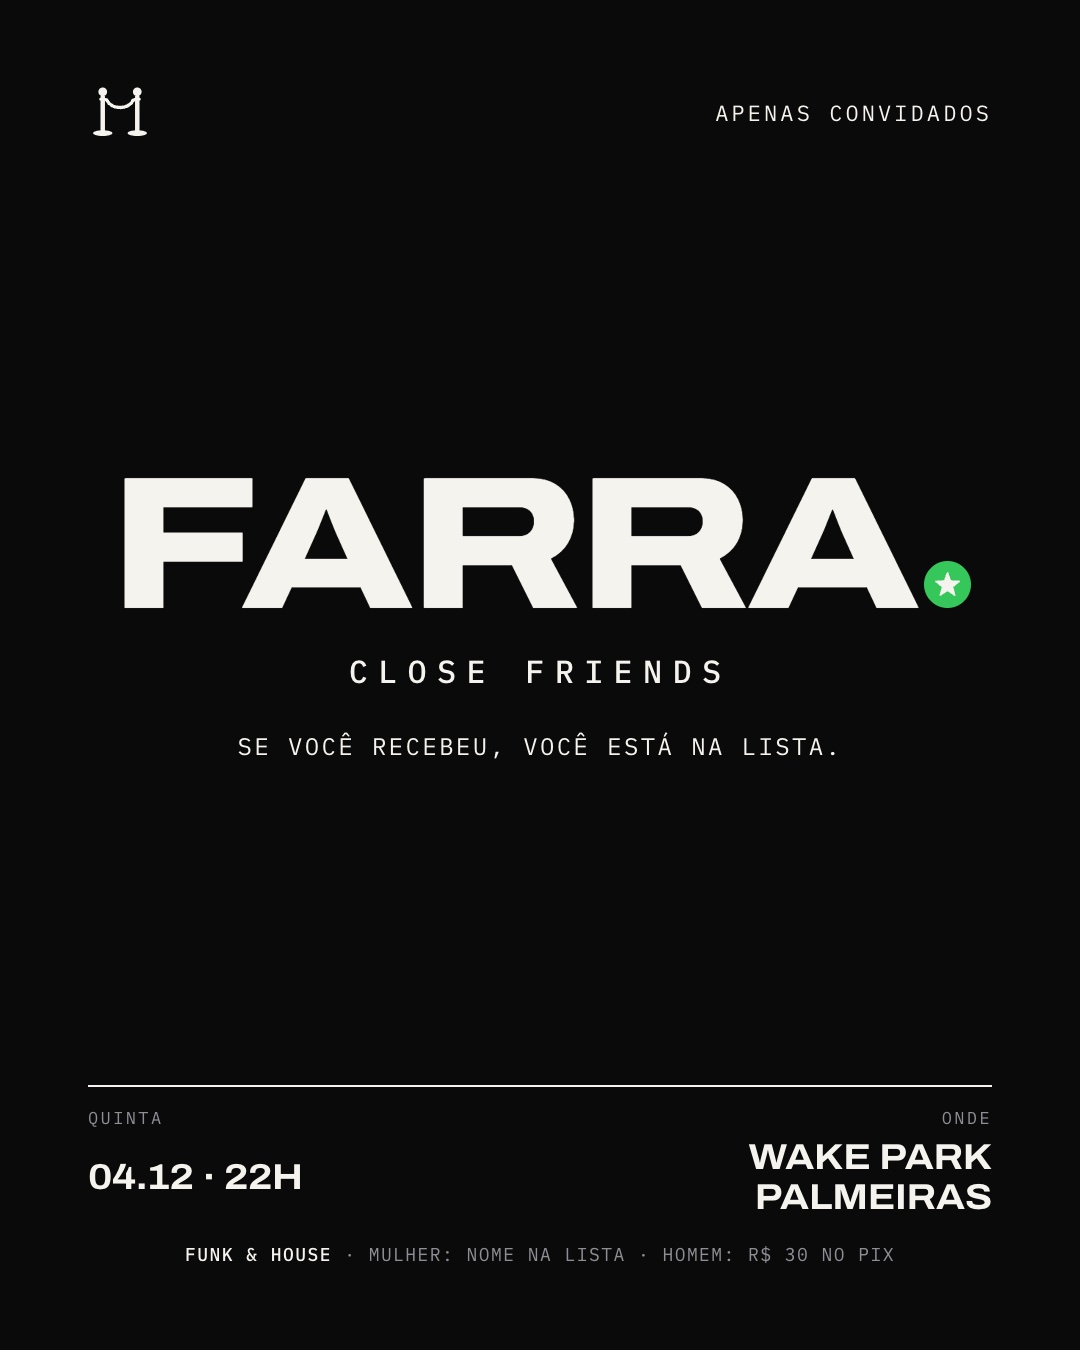 APENAS CONVIDADOS
FARRA.
CLOSE FRIENDS
SE VOCÊ RECEBEU, VOCÊ ESTÁ NA LISTA.
QUINTA
04.12 · 22H
ONDE
WAKE PARK
PALMEIRAS
FUNK & HOUSE · MULHER: NOME NA LISTA · HOMEM: R$ 30 NO PIX